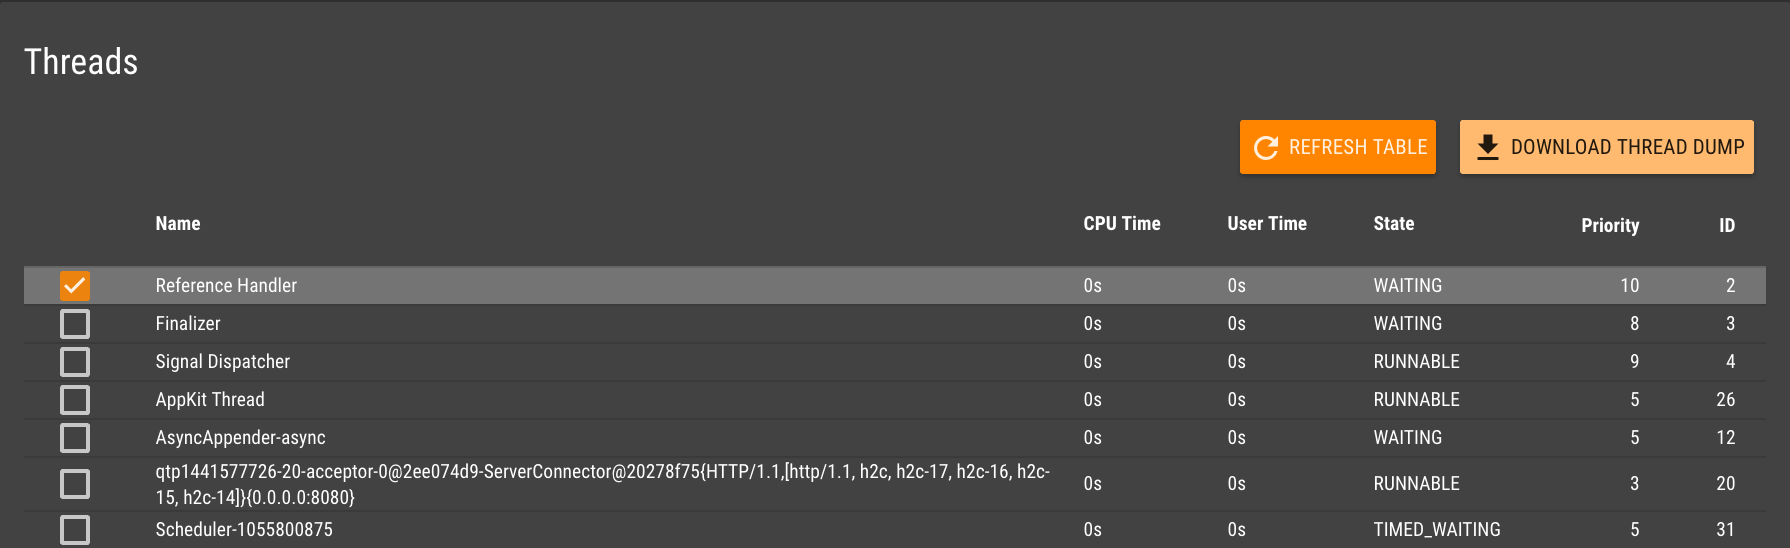 Threads
REFRESH TABLE DOWNLOAD THREAD DUMP
Name CPU Time User Time State Priority ID
Reference Handler 0s 0s WAITING 10 2
Finalizer 0s 0s WAITING 8 3
Signal Dispatcher 0s 0s RUNNABLE 9 4
AppKit Thread 0s 0s RUNNABLE 5 26
AsyncAppender-async 0s 0s WAITING 5 12
qtp1441577726-20-acceptor-0@2ee074d9-ServerConnector@20278f75{HTTP/1.1,[http/1.1, h2c, h2c-17, h2c-16, h2c-
15, h2c-14]}{0.0.0.0:8080} 0s 0s RUNNABLE 3 20
Scheduler-1055800875 0s 0s TIMED_WAITING 5 31